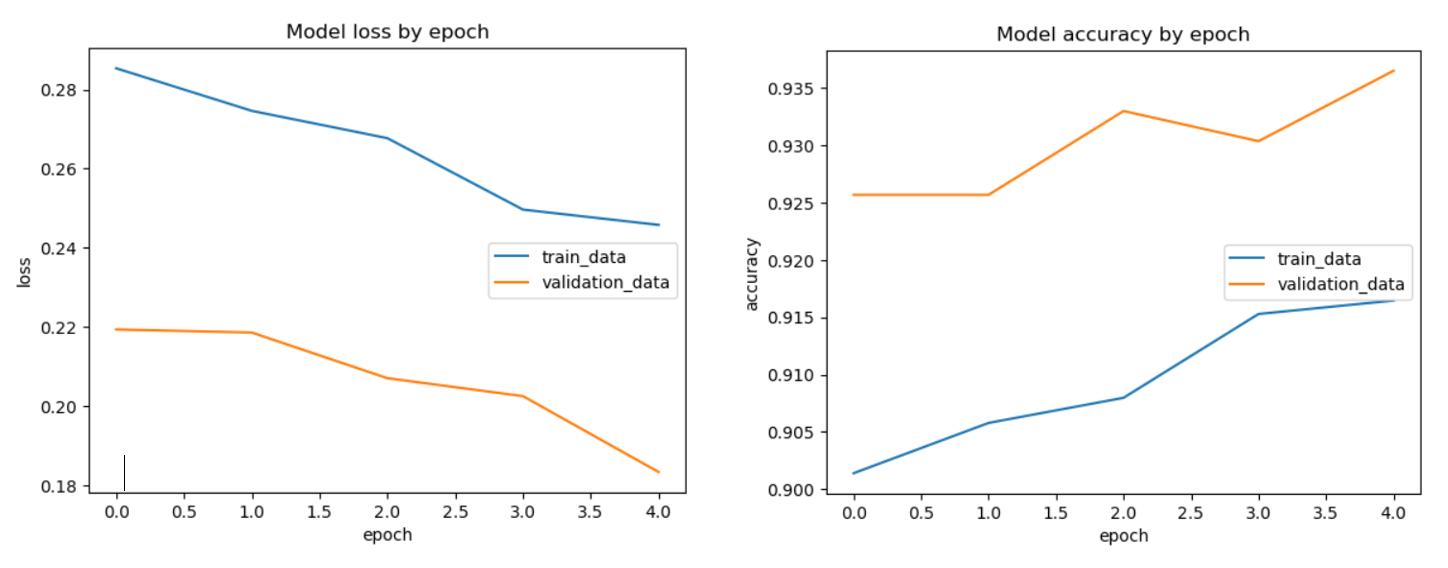 Model loss by epoch
0.28
0.26
0.24
0.22
0.20
0.18
loss
train_data
validation_data
0.0 0.5 1.0 1.5 2.0 2.5 3.0 3.5 4.0
epoch
Model accuracy by epoch
0.935
0.930
0.925
0.920
0.915
0.910
0.905
0.900
accuracy
train_data
validation_data
0.0 0.5 1.0 1.5 2.0 2.5 3.0 3.5 4.0
epoch